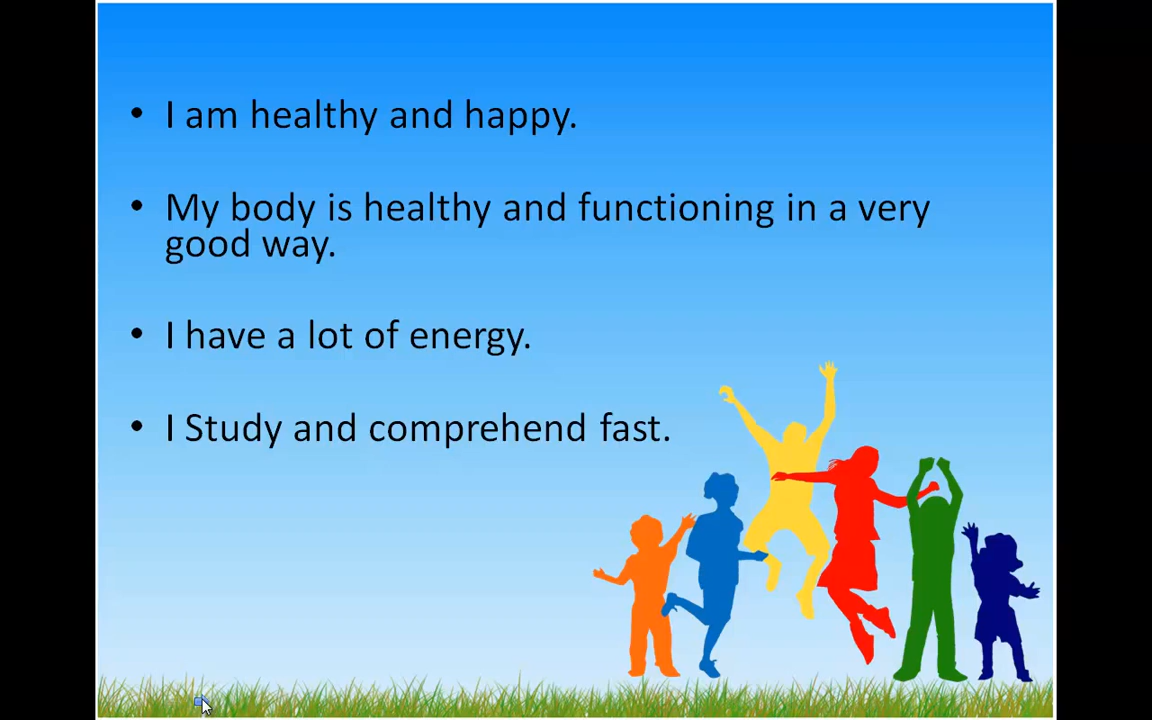 • I am healthy and happy.
• My body is healthy and functioning in a very
good way.
• I have a lot of energy.
• I Study and comprehend fast.